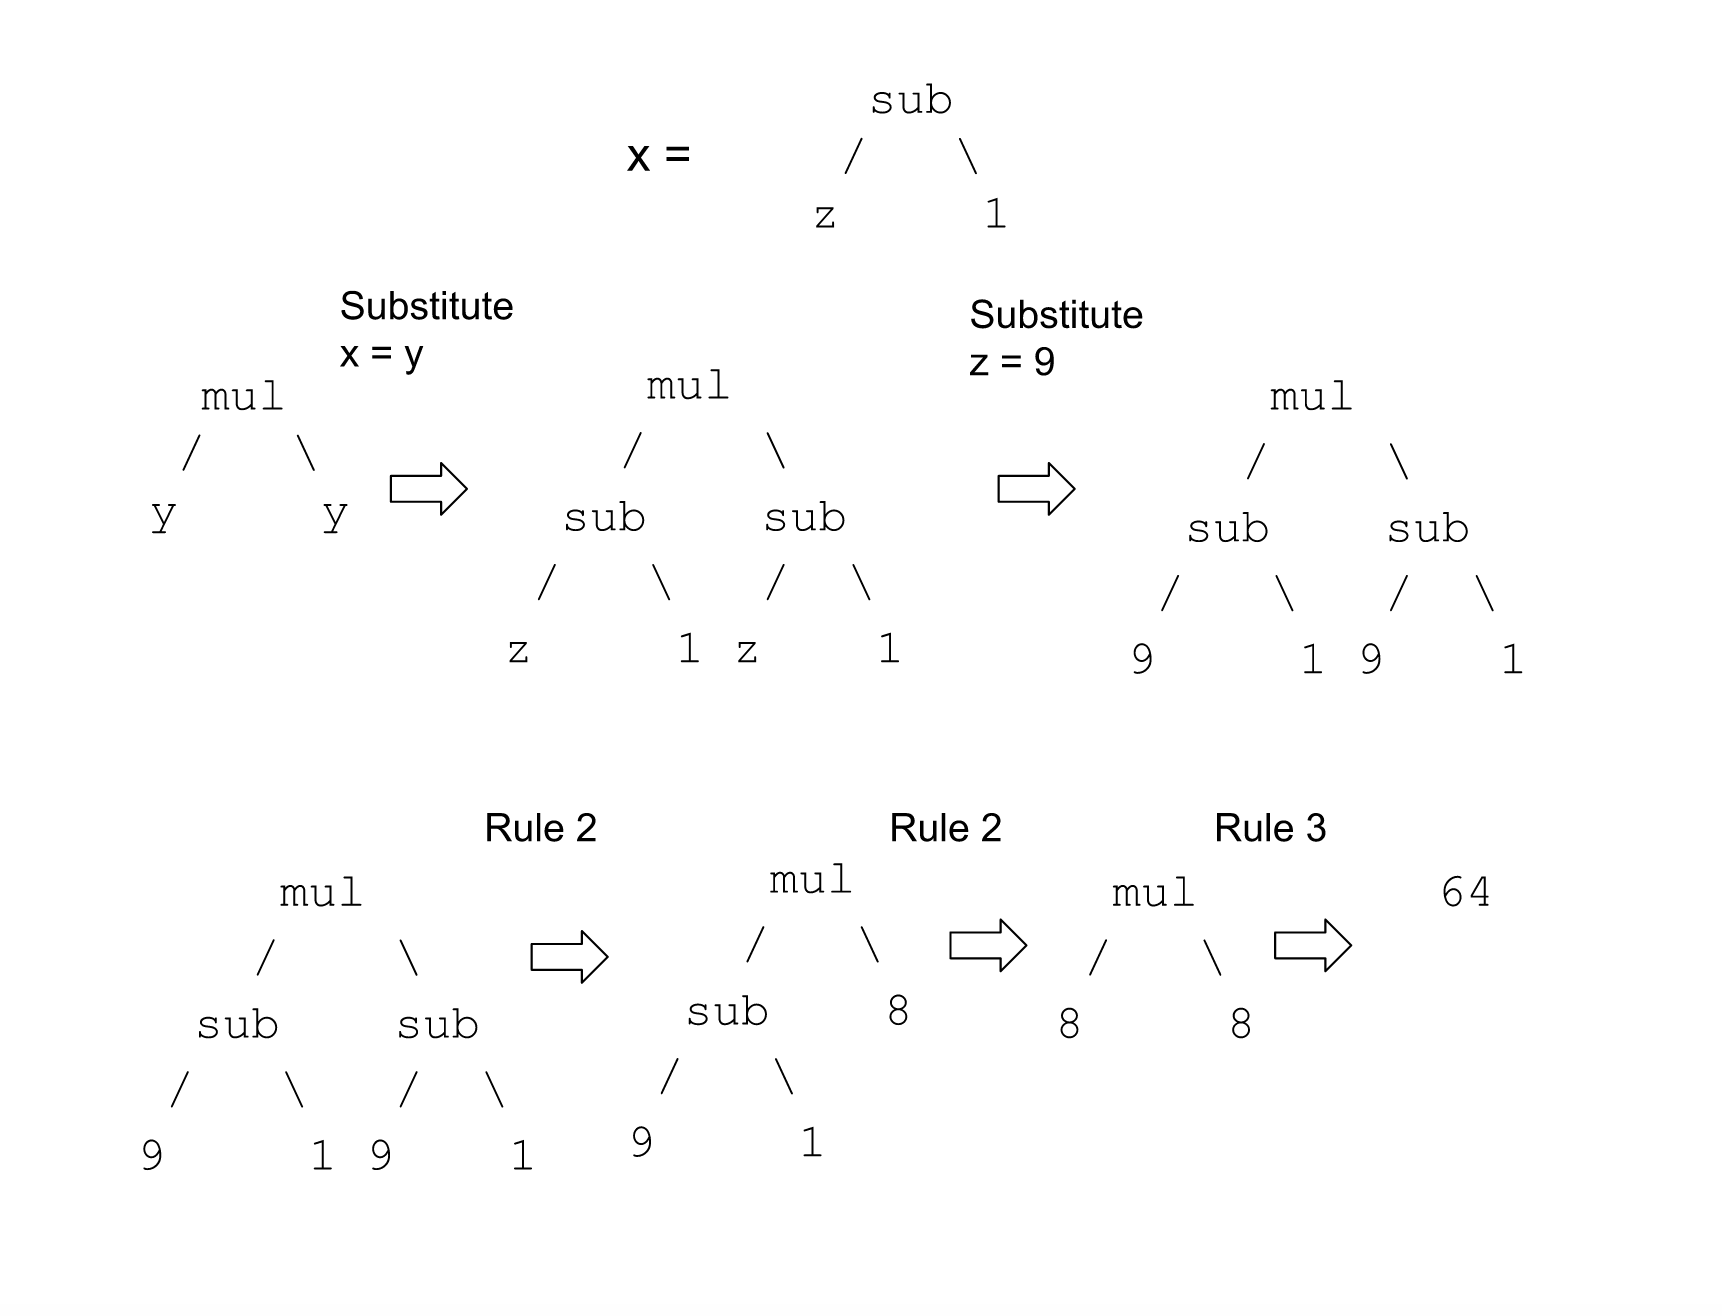 sub
x =
z 1
Substitute
x = y
Substitute
z = 9
mul
y y
mul
sub sub
z 1 z 1
mul
sub sub
9 1 9 1
Rule 2
Rule 2
Rule 3
mul
sub sub
9 1 9 1
mul
sub 8
9 1
mul
8 8
64